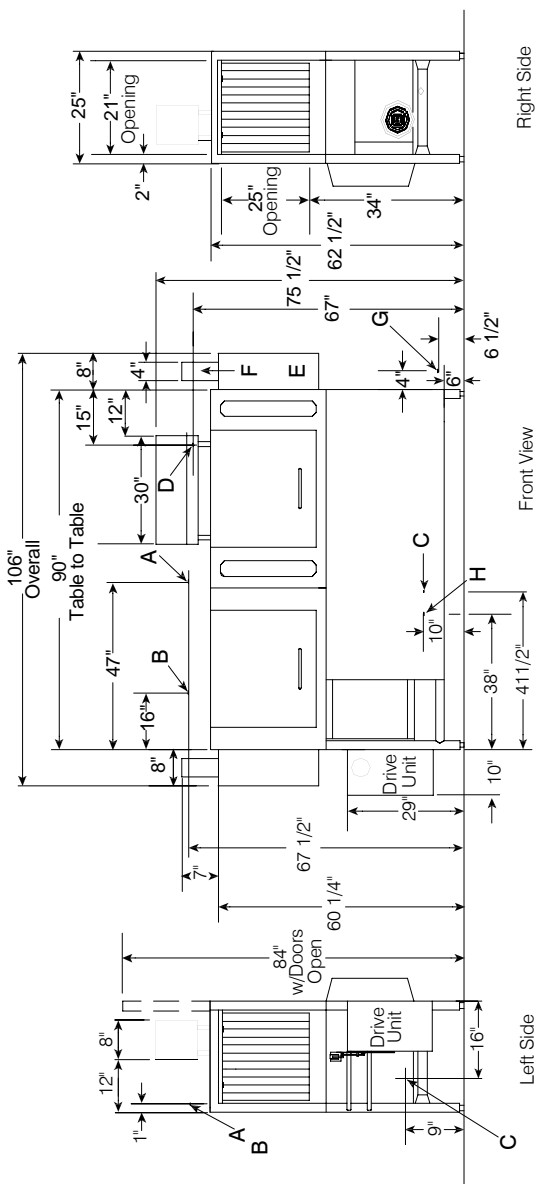 84"
w/Doors
Open
8"
12"
1"
A
B
Drive
Unit
16"
9"
C
Left Side
106"
Overall
90"
Table to Table
8"
4"
15"
12"
30"
D
A
B
47"
16"
8"
7"
67 1/2"
60 1/4"
F
E
75 1/2"
67"
G
4"
6 1/2"
6"
C
H
10"
38"
41 1/2"
Drive
Unit
29"
10"
Front View
25"
21"
Opening
2"
25"
Opening
34"
62 1/2"
Right Side